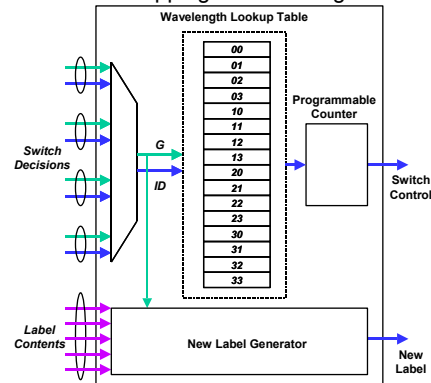 Wavelength Lookup Table
00
01
02
03
10
11
12
13
20
21
22
23
30
31
32
33
Programmable
Counter
Switch
Decisions
G
ID
Switch
Control
Label
Contents
New Label Generator
New
Label